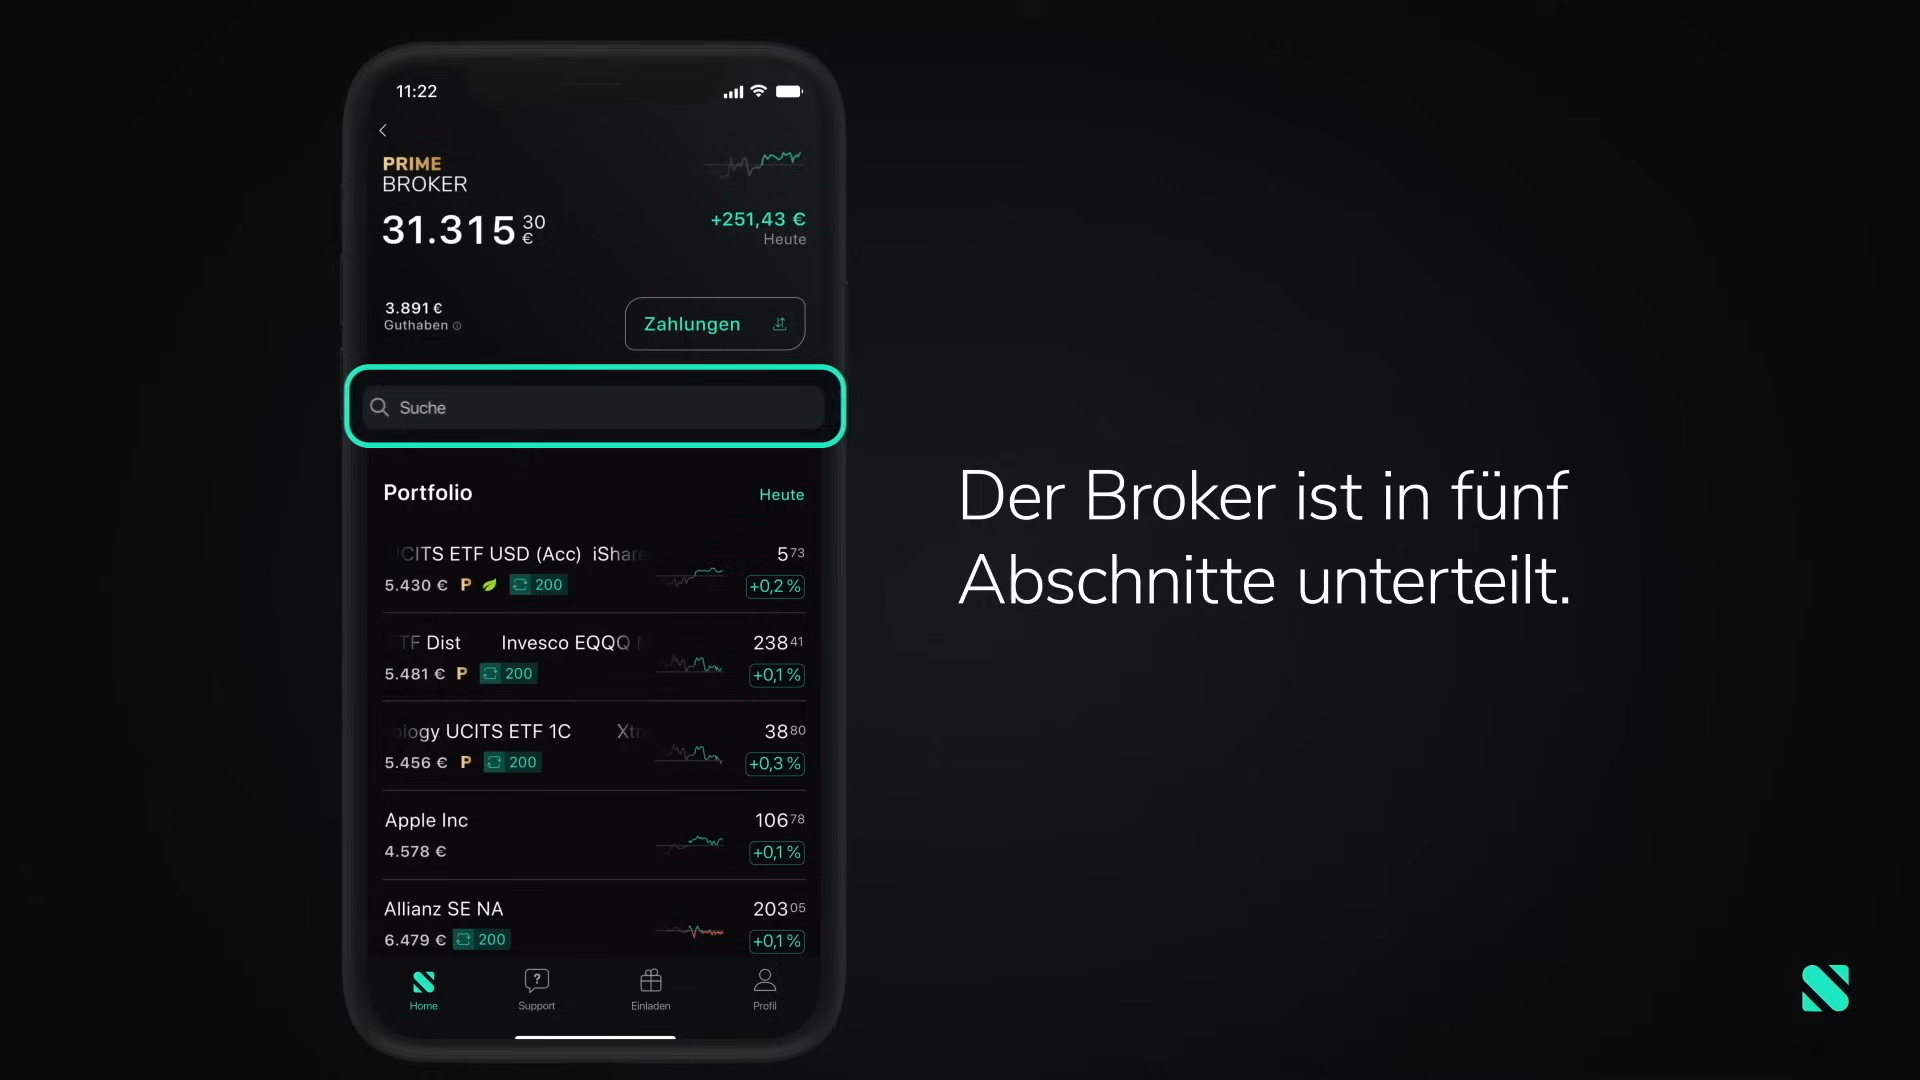 11:22
PRIME
BROKER
31.315 30 €
+251,43 €
Heute
3.891 €
Guthaben
Zahlungen
Suche
Portfolio
Heute
CITS ETF USD (Acc) iShare
5 73
5.430 € P 200
+0,2 %
TF Dist Invesco EQQQ
238 41
5.481 € P 200
+0,1 %
ology UCITS ETF 1C Xtr
38 80
5.456 € P 200
+0,3 %
Apple Inc
106 78
4.578 €
+0,1 %
Allianz SE NA
203 05
6.479 € 200
+0,1 %
Home
Support
Einladen
Profil
Der Broker ist in fünf
Abschnitte unterteilt.